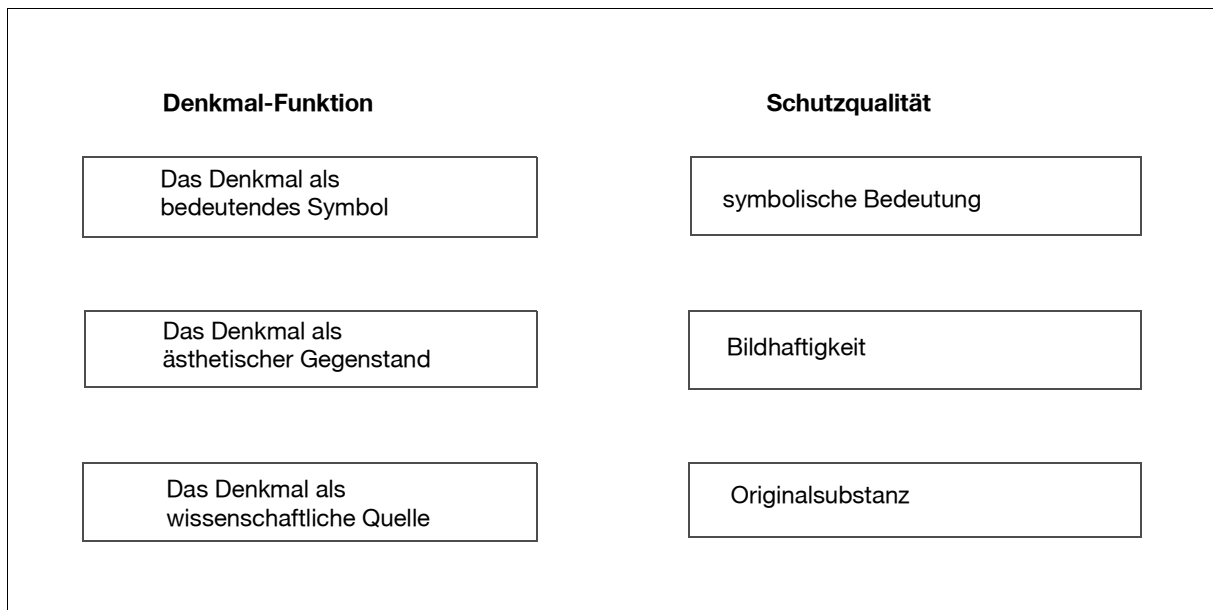 Denkmal-Funktion
Schutzqualität
Das Denkmal als
bedeutendes Symbol
symbolische Bedeutung
Das Denkmal als
ästhetischer Gegenstand
Bildhaftigkeit
Das Denkmal als
wissenschaftliche Quelle
Originalsubstanz